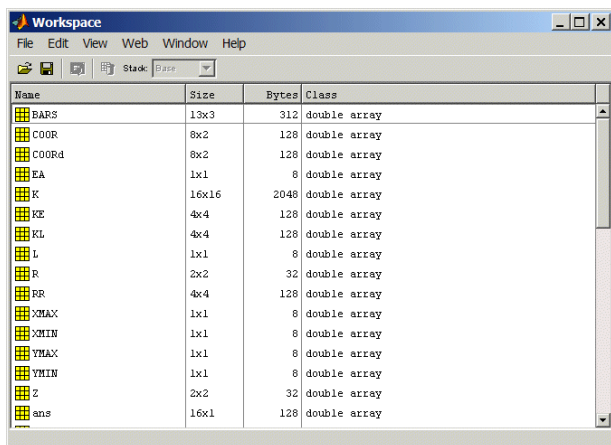 Workspace
File Edit View Web Window Help
Stack: Base
Name Size Bytes Class
BARS 13x3 312 double array
COOR 8x2 128 double array
COORd 8x2 128 double array
EA 1x1 8 double array
K 16x16 2048 double array
KE 4x4 128 double array
KL 4x4 128 double array
L 1x1 8 double array
R 2x2 32 double array
RR 4x4 128 double array
XMAX 1x1 8 double array
XMIN 1x1 8 double array
YMAX 1x1 8 double array
YMIN 1x1 8 double array
Z 2x2 32 double array
ans 16x1 128 double array